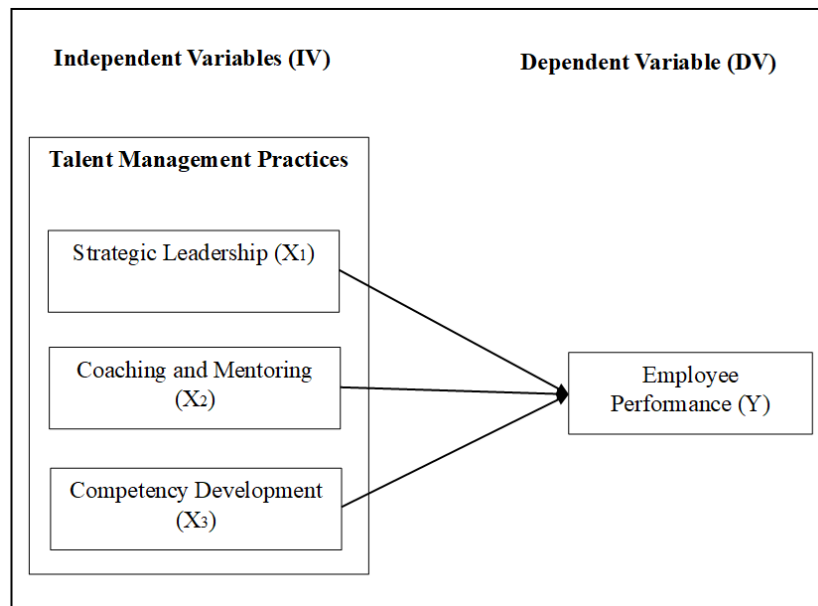 Independent Variables (IV)
Dependent Variable (DV)
Talent Management Practices
Strategic Leadership (X1)
Coaching and Mentoring
(X2)
Competency Development
(X3)
Employee
Performance (Y)